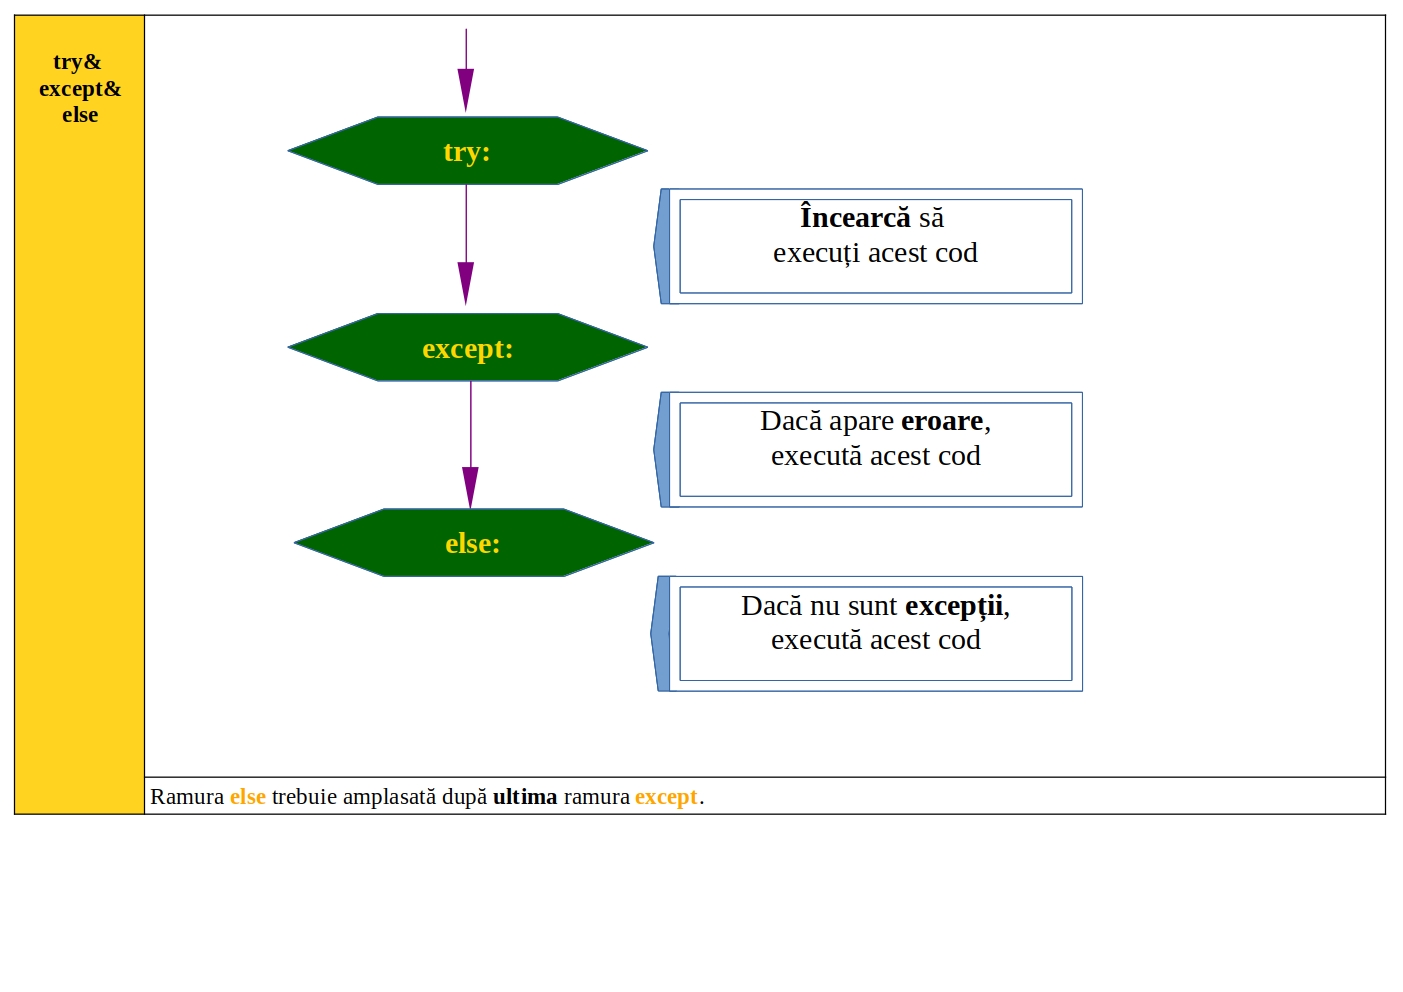 try&
except&
else
try:
Încearcă să
execuți acest cod
except:
Dacă apare eroare,
execută acest cod
else:
Dacă nu sunt excepții,
execută acest cod
Ramura else trebuie amplasată după ultima ramura except.